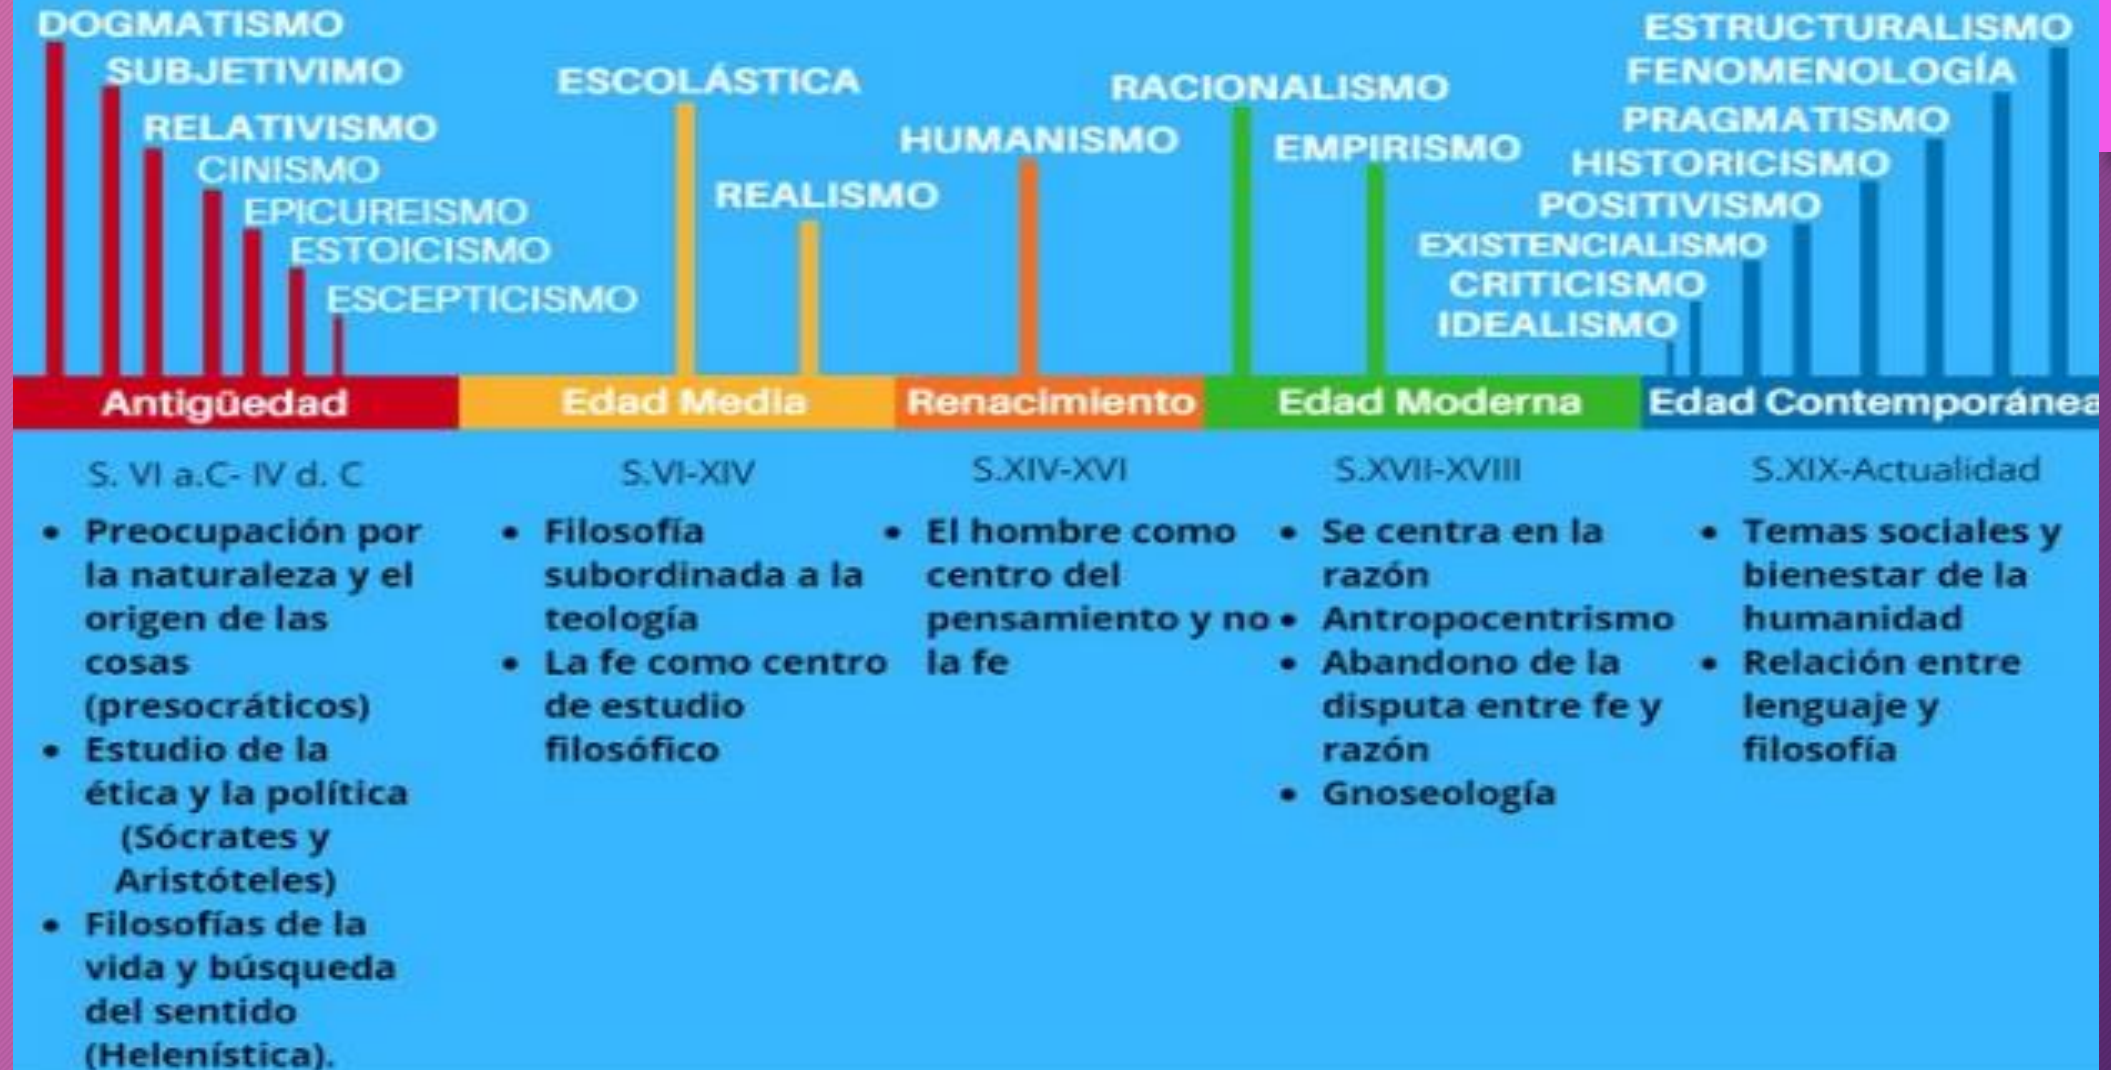 DOGMATISMO
SUBJETIVIMO
RELATIVISMO
CINISMO
EPICUREISMO
ESTOICISMO
ESCEPTICISMO
ESCOLÁSTICA
REALISMO
HUMANISMO
RACIONALISMO
EMPIRISMO
ESTRUCTURALISMO
FENOMENOLOGÍA
PRAGMATISMO
HISTORICISMO
POSITIVISMO
EXISTENCIALISMO
CRITICISMO
IDEALISMO
Antigüedad
Edad Media
Renacimiento
Edad Moderna
Edad Contemporánea
S. VI a.C- IV d. C
• Preocupación por
la naturaleza y el
origen de las
cosas
(presocráticos)
• Estudio de la
ética y la política
(Sócrates y
Aristóteles)
• Filosofías de la
vida y búsqueda
del sentido
(Helenística).
S.VI-XIV
• Filosofía
subordinada a la
teología
• La fe como centro
de estudio
filosófico
S.XIV-XVI
• El hombre como
centro del
pensamiento y no
la fe
S.XVII-XVIII
• Se centra en la
razón
• Antropocentrismo
• Abandono de la
disputa entre fe y
razón
• Gnoseología
S.XIX-Actualidad
• Temas sociales y
bienestar de la
humanidad
• Relación entre
lenguaje y
filosofía